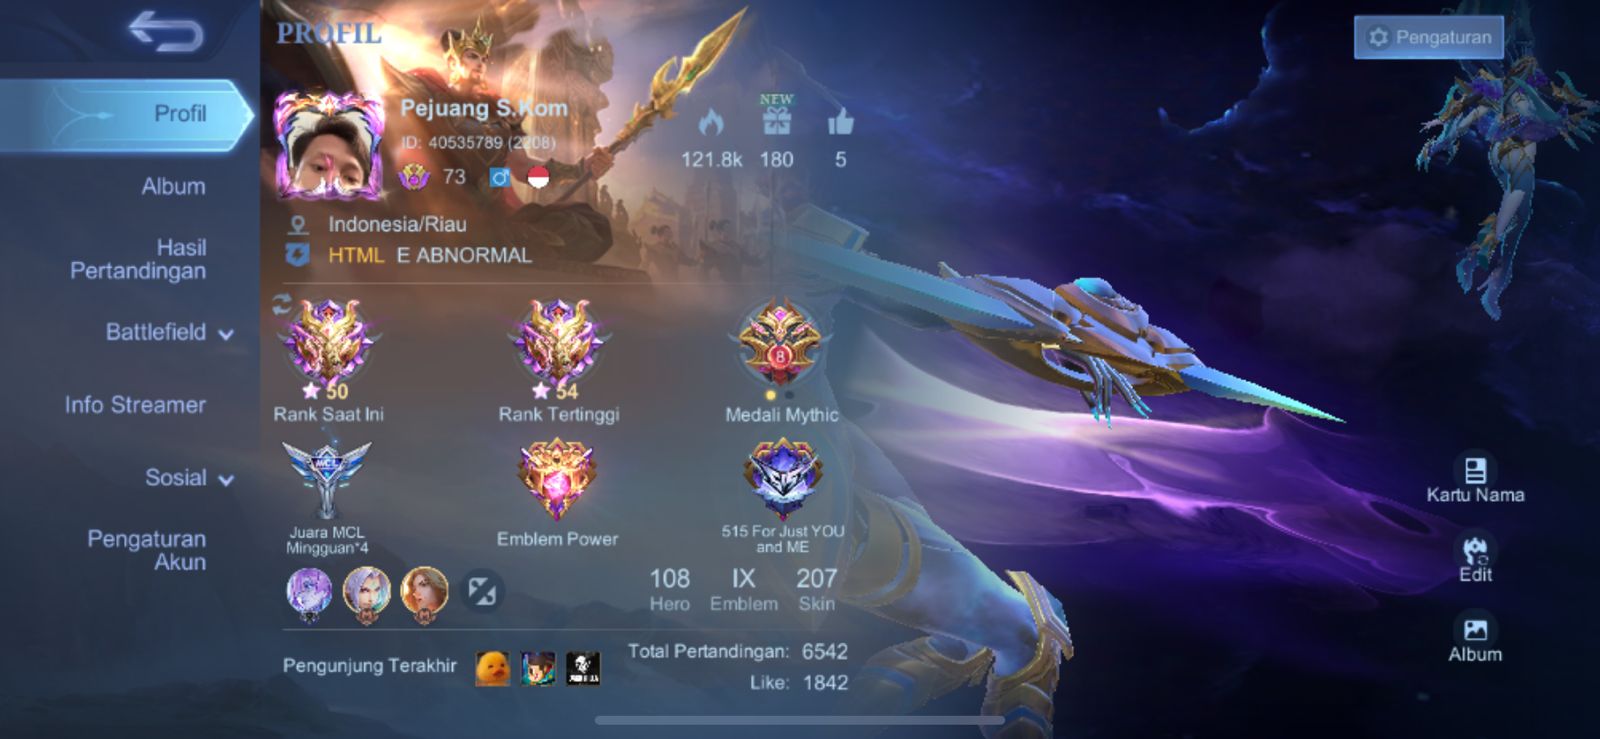 PROFIL
Pengaturan
Profil
Album
Hasil
Pertandingan
Battlefield
Info Streamer
Sosial
Pengaturan
Akun
Pejuang S.Kom
ID: 40535789 (2208)
73
NEW
121.8k 180 5
Indonesia/Riau
HTML E ABNORMAL
50
Rank Saat Ini
54
Rank Tertinggi
8
Medali Mythic
MCL
Juara MCL
Mingguan*4
Emblem Power
515
515 For Just YOU
and ME
108 IX 207
Hero Emblem Skin
Pengunjung Terakhir
Total Pertandingan: 6542
Like: 1842
Kartu Nama
Edit
Album